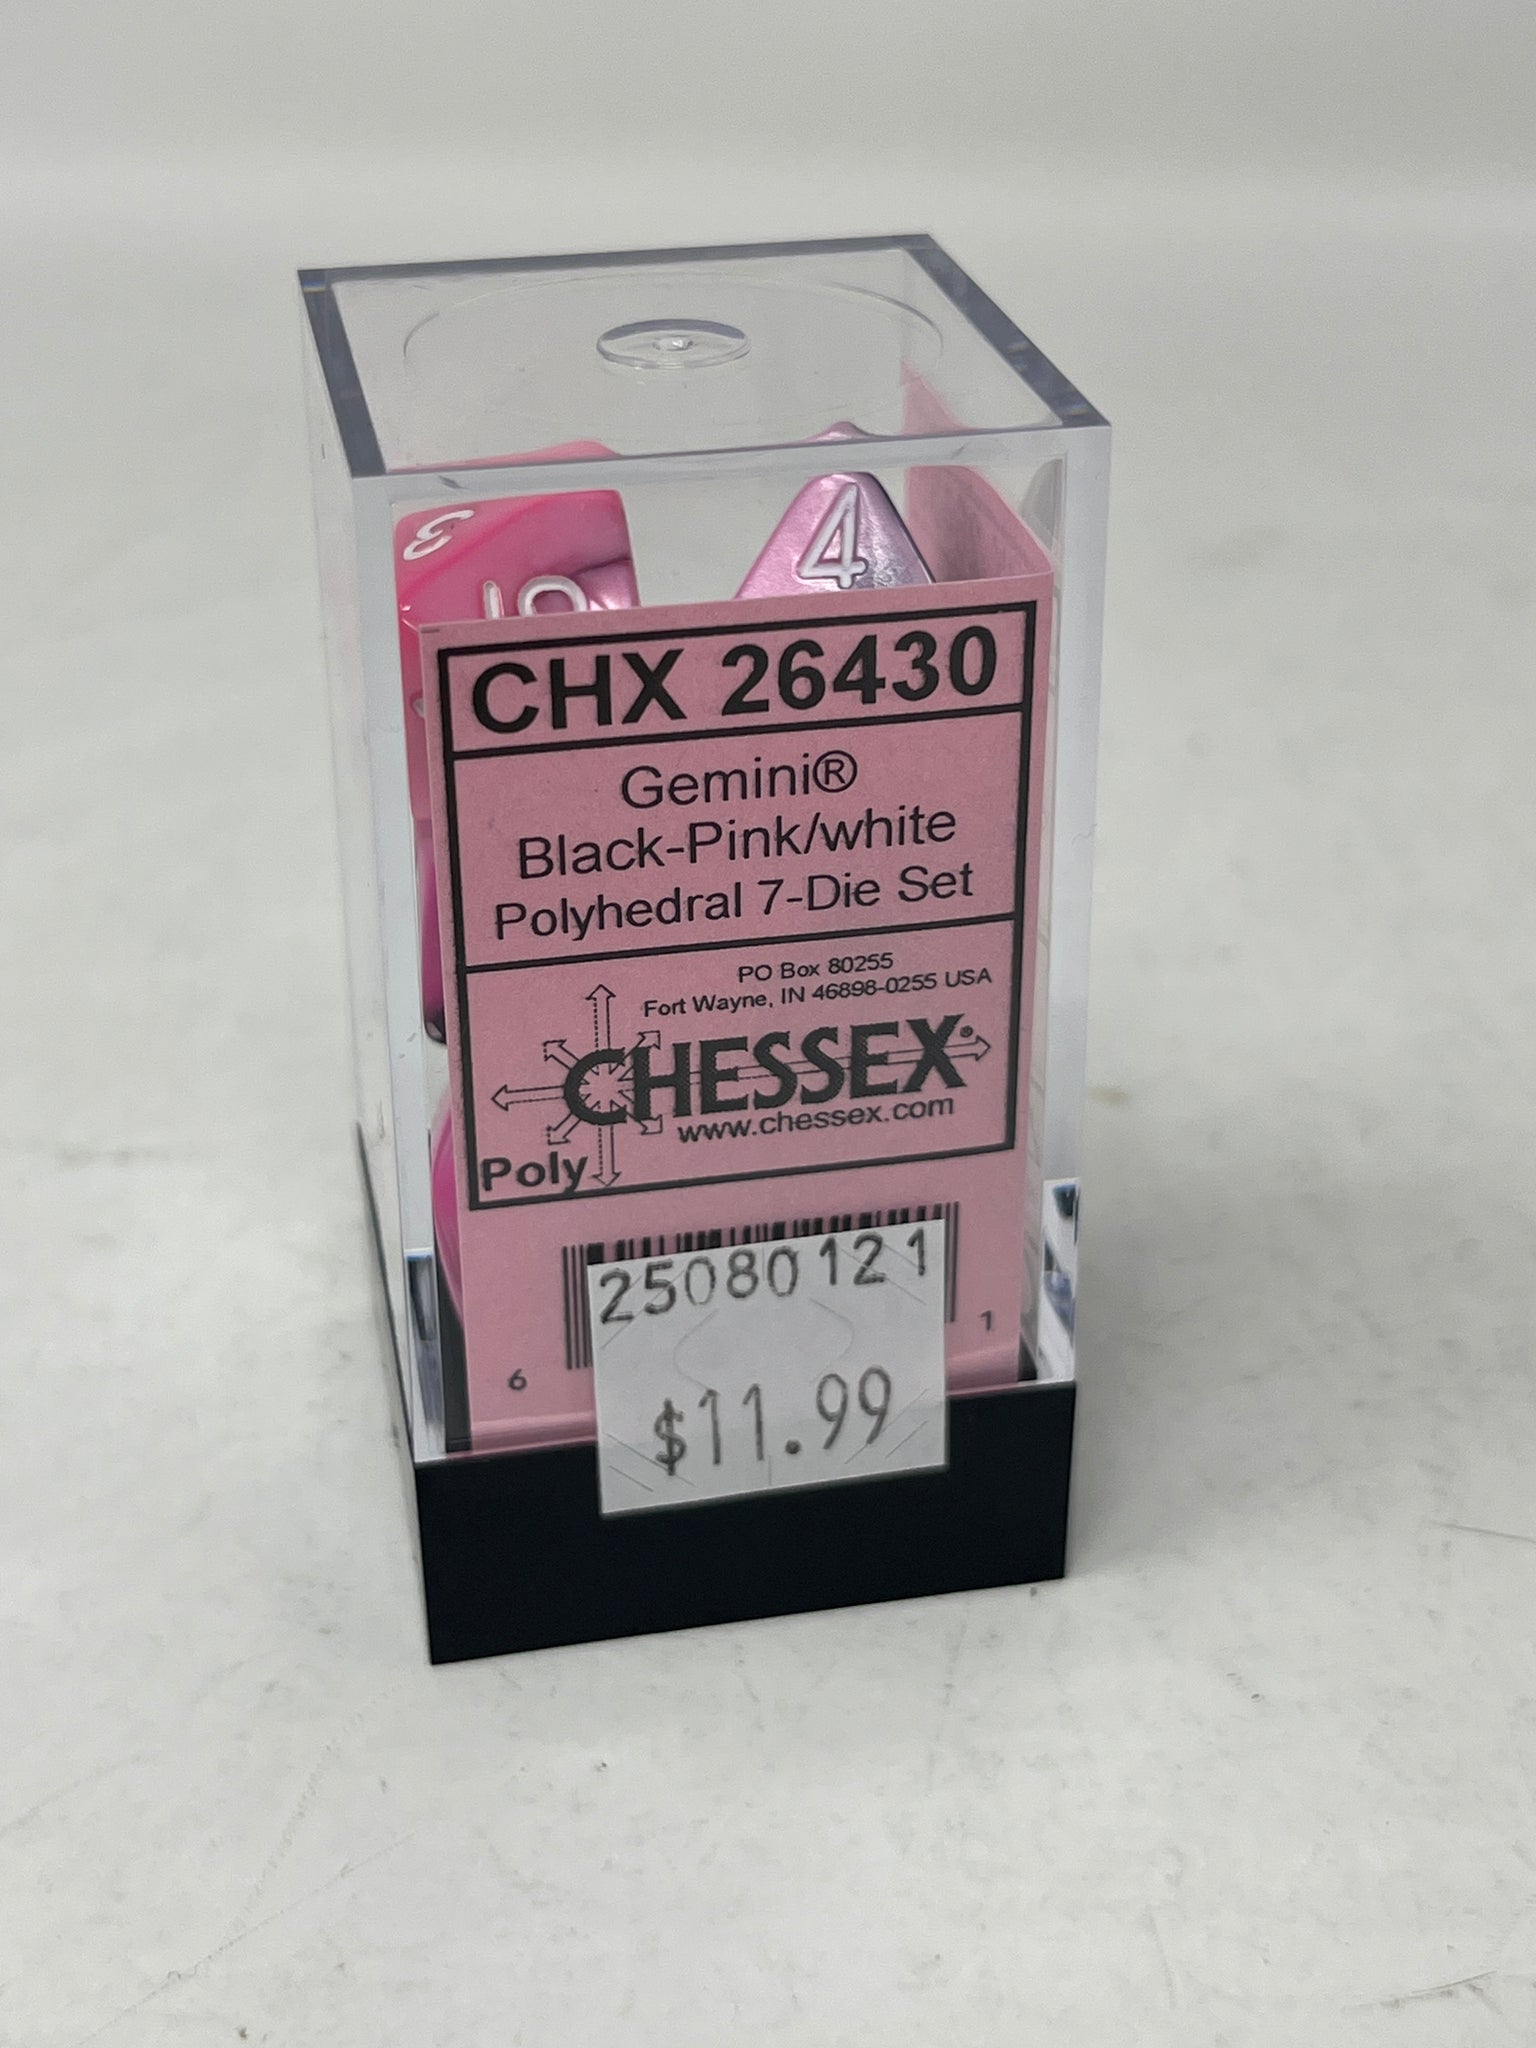 3
4
CHX 26430
Gemini®
Black-Pink/white
Polyhedral 7-Die Set
PO Box 80255
Fort Wayne, IN 46898-0255 USA
CHESSEX®
www.chessex.com
Poly
25080121
6 1
$11.99